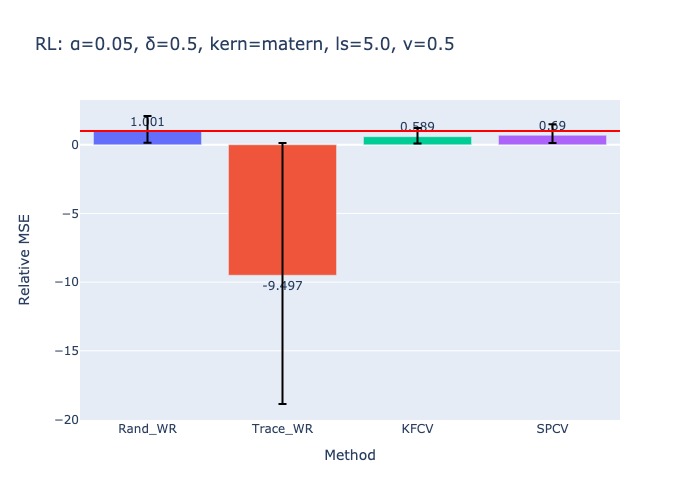 RL: α=0.05, δ=0.5, kern=matern, ls=5.0, v=0.5
1.001
0.589
0.69
-9.497
0
−5
−10
−15
−20
Relative MSE
Rand_WR
Trace_WR
KFCV
SPCV
Method